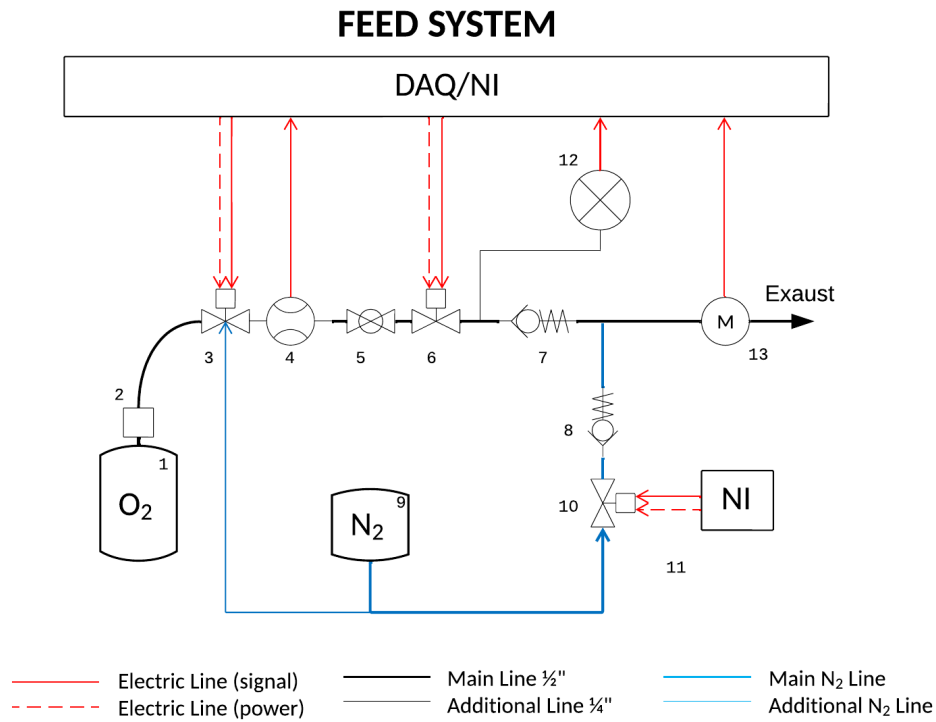 FEED SYSTEM
DAQ/NI
12
Exaust
M
3
4
5
6
7
13
2
1
O₂
8
9
N₂
10
NI
11
Electric Line (signal)
Main Line ½"
Main N₂ Line
Electric Line (power)
Additional Line ¼"
Additional N₂ Line